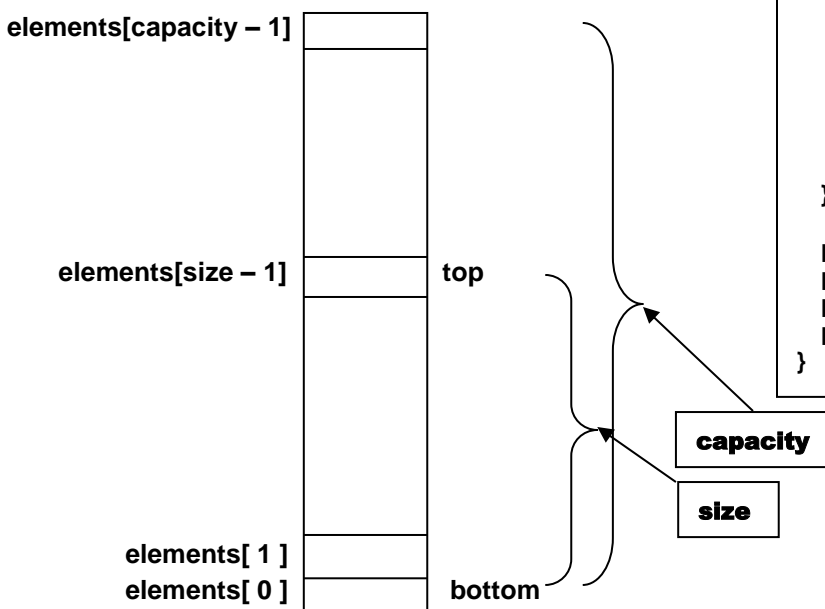 elements[capacity – 1]
elements[size – 1]
top
elements[ 1 ]
elements[ 0 ]
bottom
}
}
capacity
size